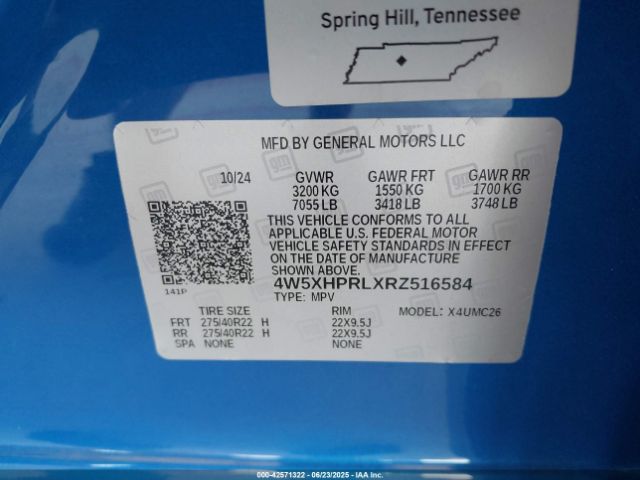 Spring Hill, Tennessee
MFD BY GENERAL MOTORS LLC
10/24 GVWR GAWR FRT GAWR RR
3200 KG 1550 KG 1700 KG
7055 LB 3418 LB 3748 LB
THIS VEHICLE CONFORMS TO ALL
APPLICABLE U.S. FEDERAL MOTOR
VEHICLE SAFETY STANDARDS IN EFFECT
ON THE DATE OF MANUFACTURE
SHOWN ABOVE.
141P
4W5XHPRLXRZ516584
TYPE: MPV
TIRE SIZE RIM MODEL: X4UMC26
FRT 275/40R22 H 22X9.5J
RR 275/40R22 H 22X9.5J
SPA NONE NONE
gm
000-42571322 | 06/23/2025 | IAA Inc.